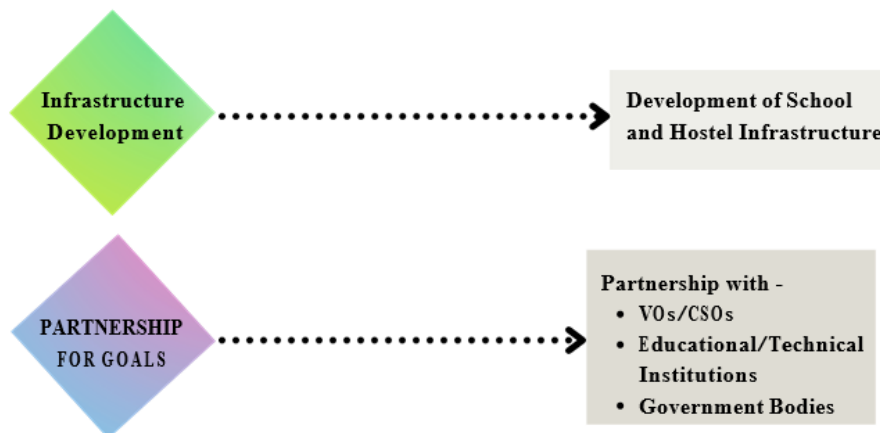 Infrastructure
Development
Development of School
and Hostel Infrastructure
PARTNERSHIP
FOR GOALS
Partnership with -
• VOs/CSOs
• Educational/Technical
Institutions
• Government Bodies